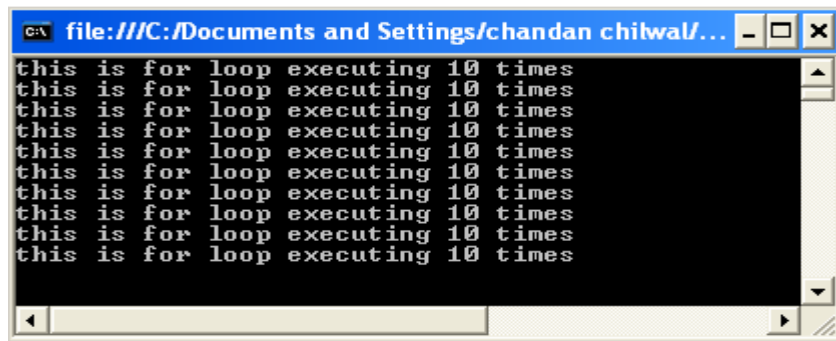 file:///C:/Documents and Settings/chandan chilwal/...
this is for loop executing 10 times
this is for loop executing 10 times
this is for loop executing 10 times
this is for loop executing 10 times
this is for loop executing 10 times
this is for loop executing 10 times
this is for loop executing 10 times
this is for loop executing 10 times
this is for loop executing 10 times
this is for loop executing 10 times